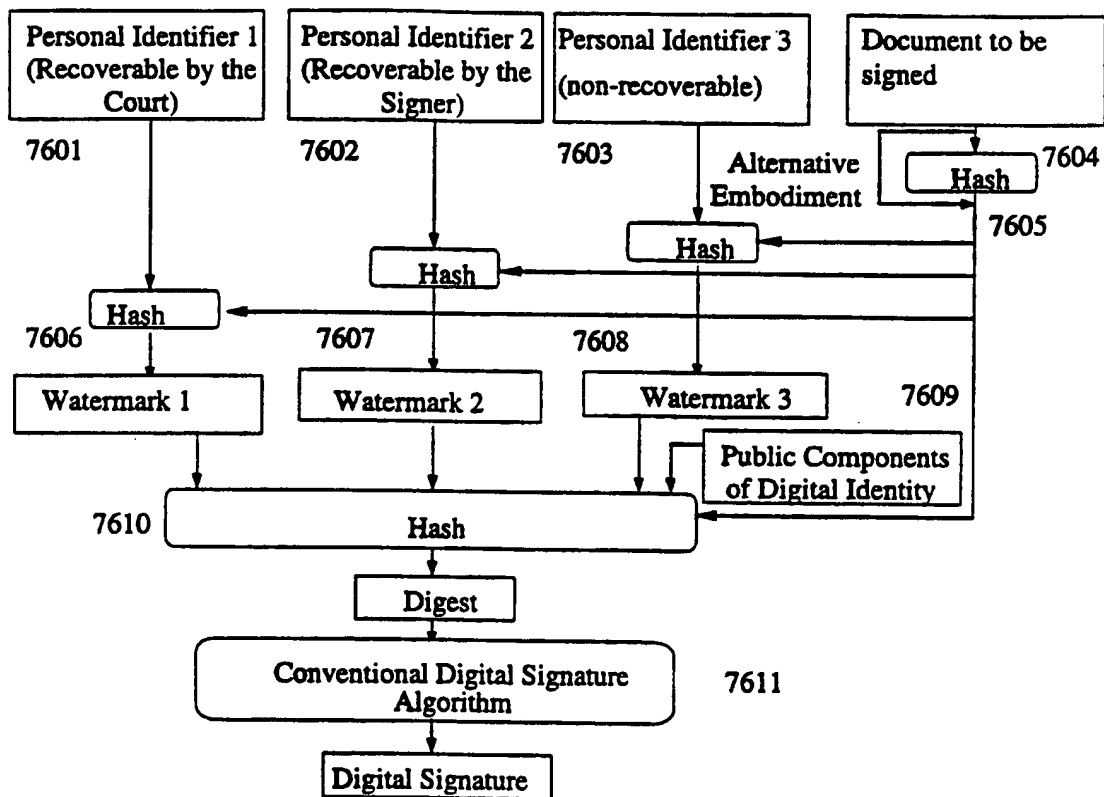 Personal Identifier 1
(Recoverable by the
Court)
Personal Identifier 2
(Recoverable by the
Signer)
Personal Identifier 3
(non-recoverable)
Document to be
signed
7601
7602
7603
7604
Alternative
Embodiment
Hash
7605
Hash
Hash
Hash
7606
7607
7608
7609
Watermark 1
Watermark 2
Watermark 3
Public Components
of Digital Identity
7610
Hash
Digest
Conventional Digital Signature
Algorithm
7611
Digital Signature